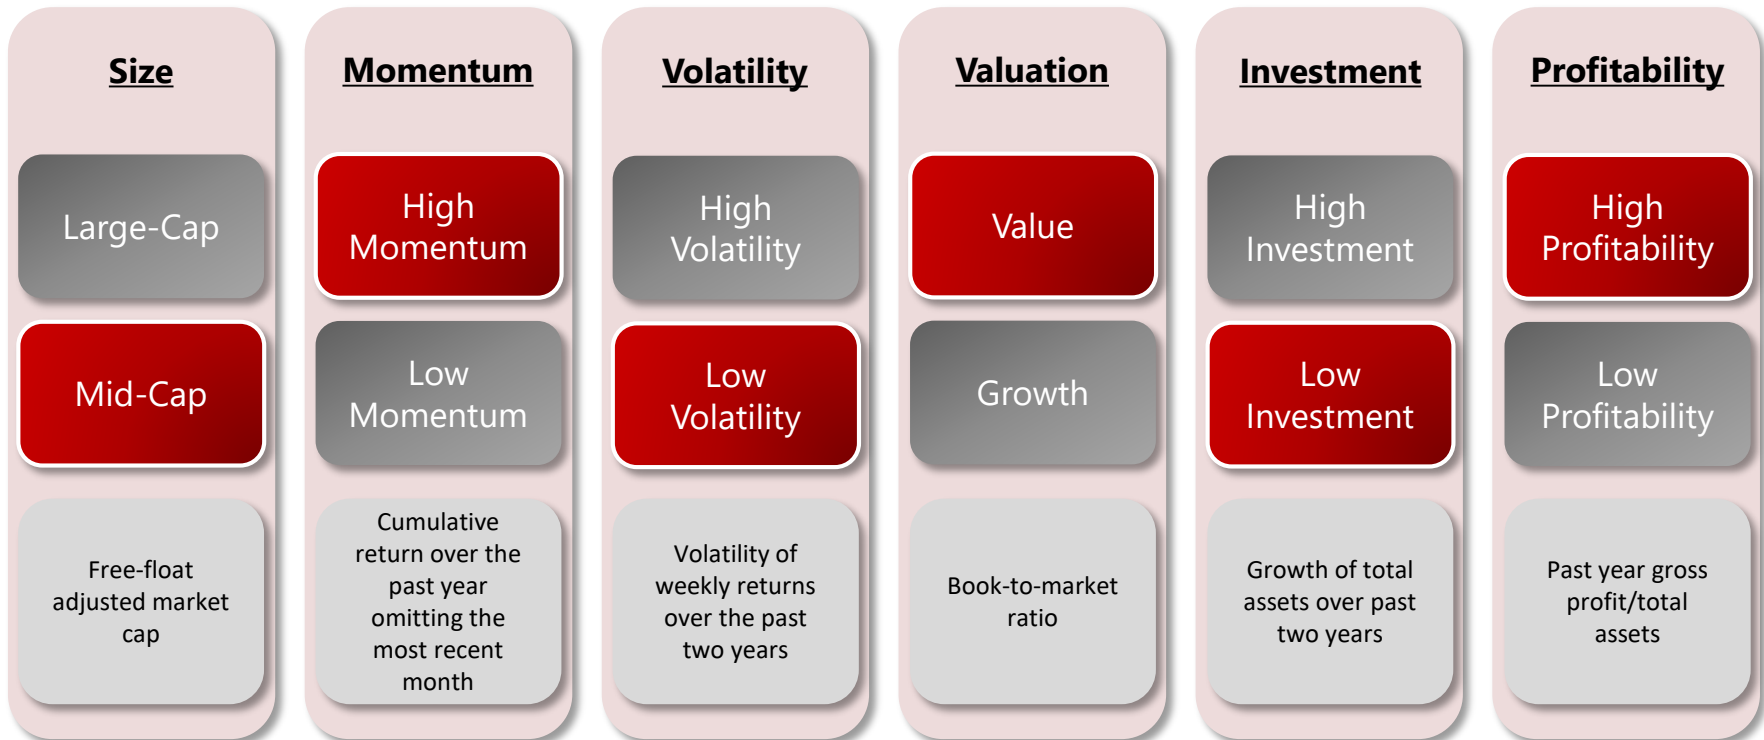 Size
Large-Cap
Mid-Cap
Free-float
adjusted market
cap
Momentum
High
Momentum
Low
Momentum
Cumulative
return over the
past year
omitting the
most recent
month
Volatility
High
Volatility
Low
Volatility
Volatility of
weekly returns
over the past
two years
Valuation
Value
Growth
Book-to-market
ratio
Investment
High
Investment
Low
Investment
Growth of total
assets over past
two years
Profitability
High
Profitability
Low
Profitability
Past year gross
profit/total
assets